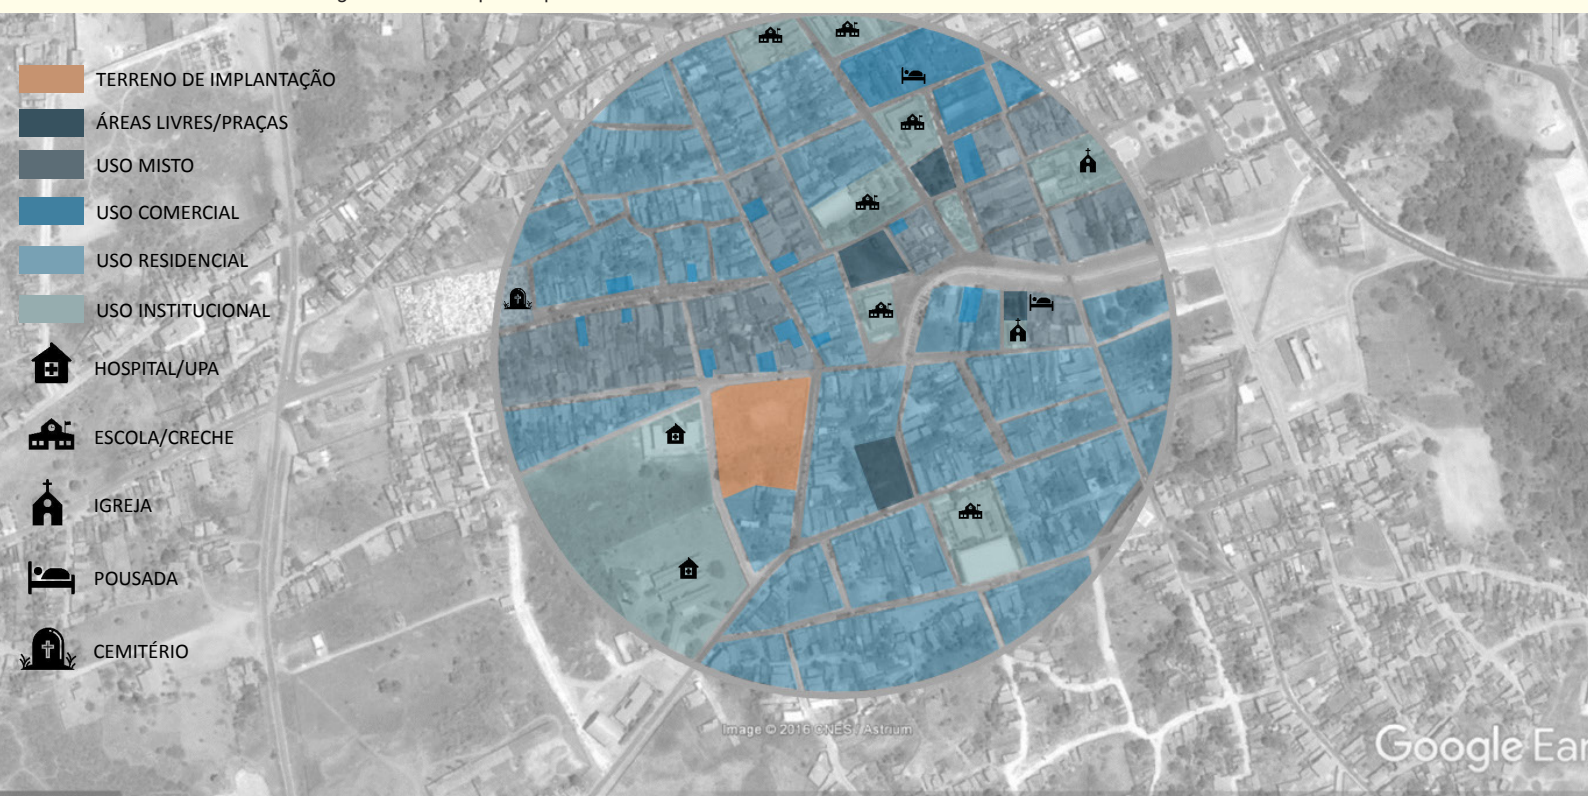 TERRENO DE IMPLANTAÇÃO
ÁREAS LIVRES/PRAÇAS
USO MISTO
USO COMERCIAL
USO RESIDENCIAL
USO INSTITUCIONAL
HOSPITAL/UPA
ESCOLA/CRECHE
IGREJA
POUSADA
CEMITÉRIO
Image © 2016 CNES / Astrium
Google Ear